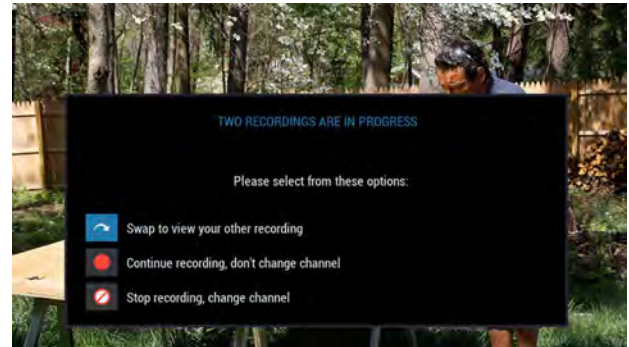 TWO RECORDINGS ARE IN PROGRESS
Please select from these options:
Swap to view your other recording
Continue recording, don't change channel
Stop recording, change channel